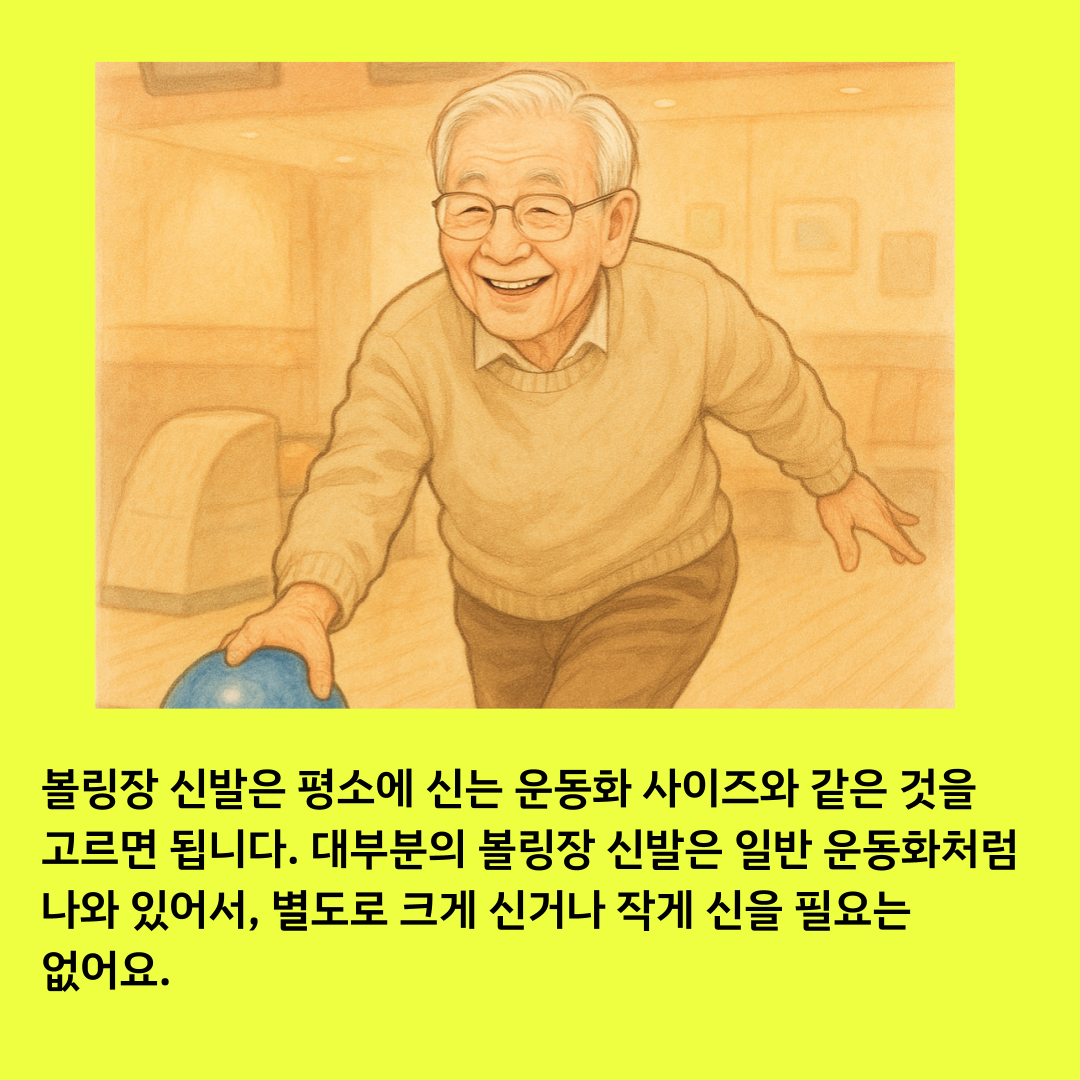 볼링장 신발은 평소에 신는 운동화 사이즈와 같은 것을
고르면 됩니다. 대부분의 볼링장 신발은 일반 운동화처럼
나와 있어서, 별도로 크게 신거나 작게 신을 필요는
없어요.